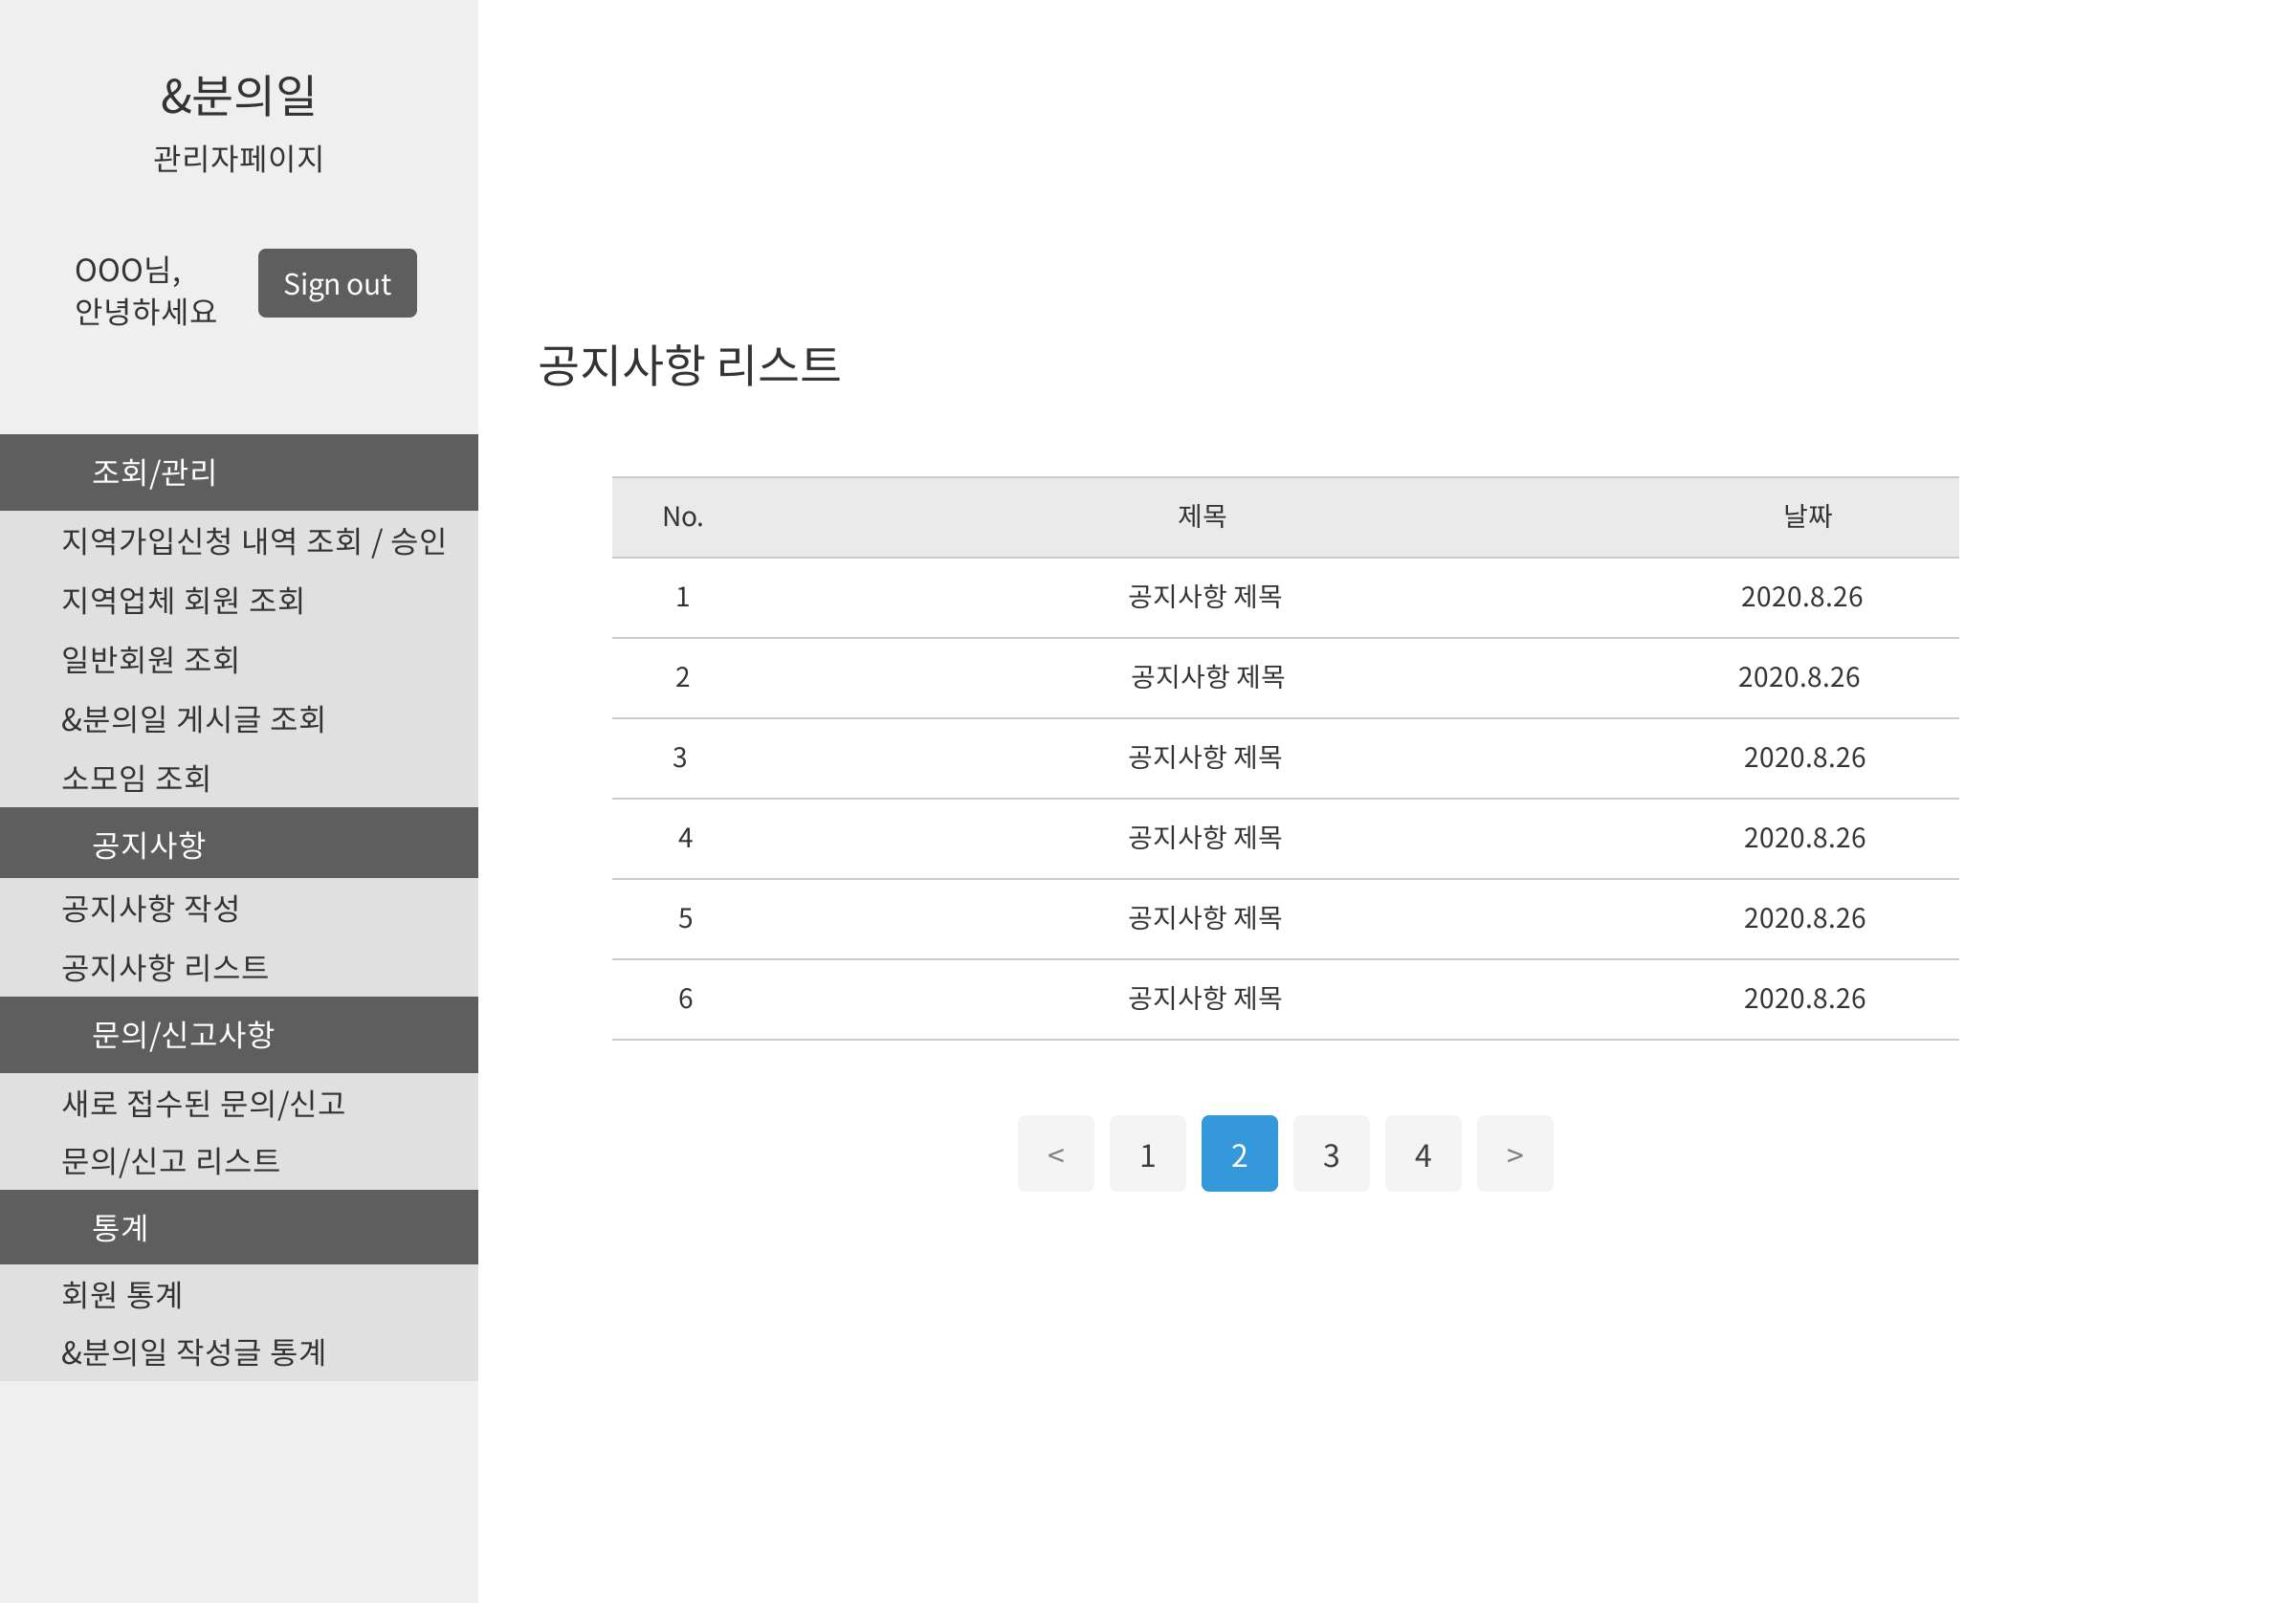 &분의일
관리자페이지
OOO님,
안녕하세요
Sign out
조회/관리
지역가입신청 내역 조회 / 승인
지역업체 회원 조회
일반회원 조회
&분의일 게시글 조회
소모임 조회
공지사항
공지사항 작성
공지사항 리스트
문의/신고사항
새로 접수된 문의/신고
문의/신고 리스트
통계
회원 통계
&분의일 작성글 통계
공지사항 리스트
No. 제목 날짜
1 공지사항 제목 2020.8.26
2 공지사항 제목 2020.8.26
3 공지사항 제목 2020.8.26
4 공지사항 제목 2020.8.26
5 공지사항 제목 2020.8.26
6 공지사항 제목 2020.8.26
< 1 2 3 4 >